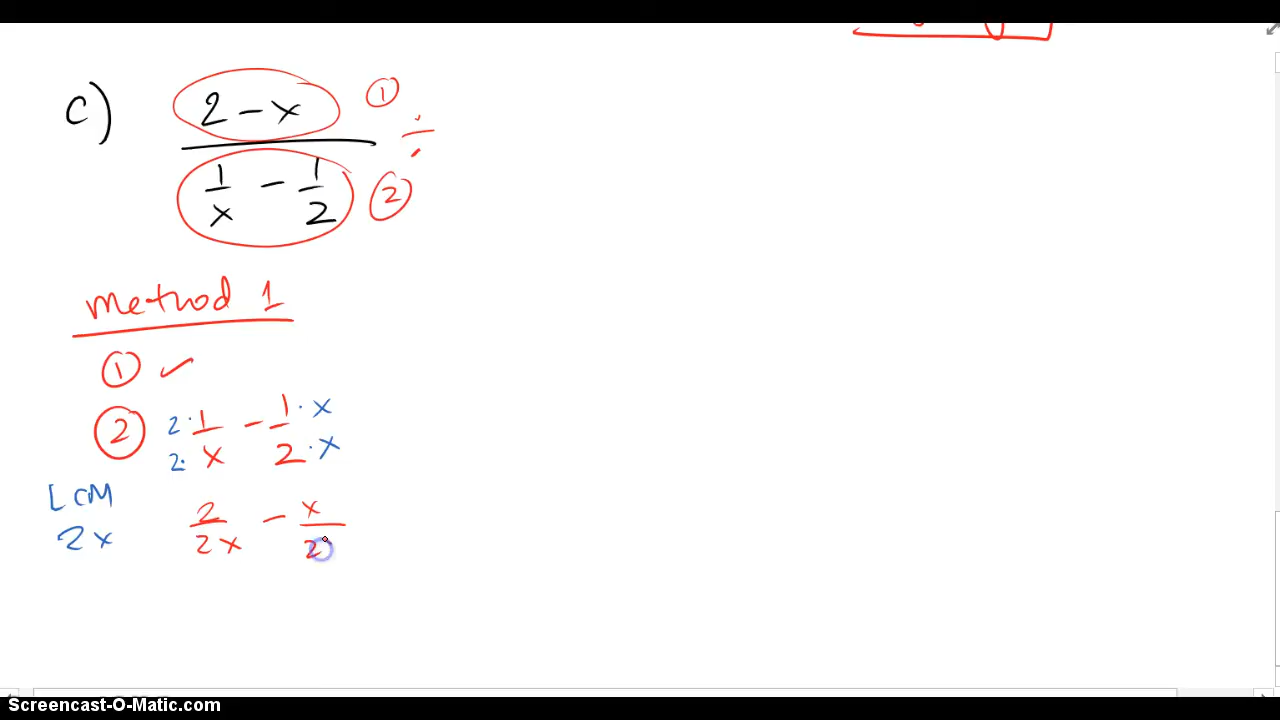 c) 2 - x ①
÷
1/x - 1/2 ②
Method 1
① ✓
② 2· 1/x ·2 - 1/2 · x/x
LCM
2x
2/2x - x/2
Screencast-O-Matic.com